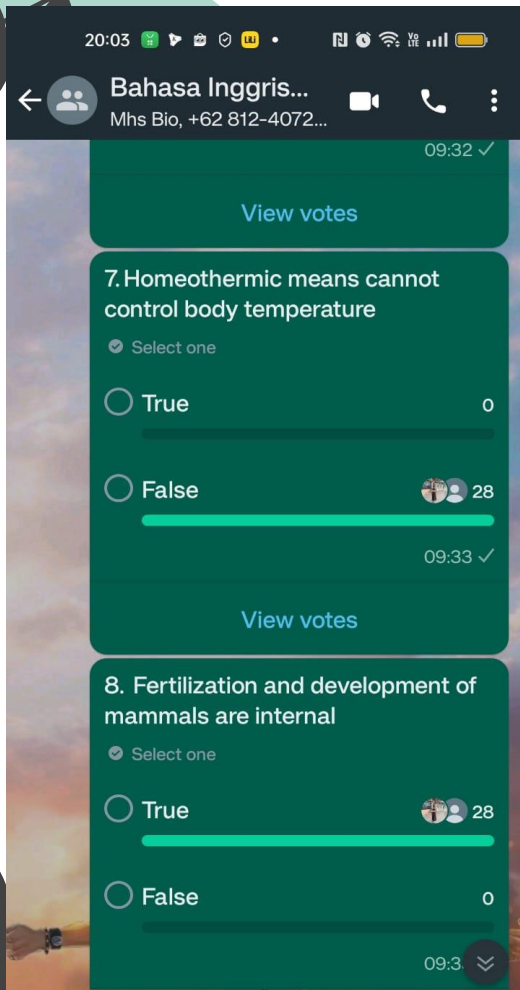 20:03
Bahasa Inggris...
Mhs Bio, +62 812-4072...
09:32
View votes
7. Homeothermic means cannot
control body temperature
Select one
True 0
False 28
09:33
View votes
8. Fertilization and development of
mammals are internal
Select one
True 28
False 0